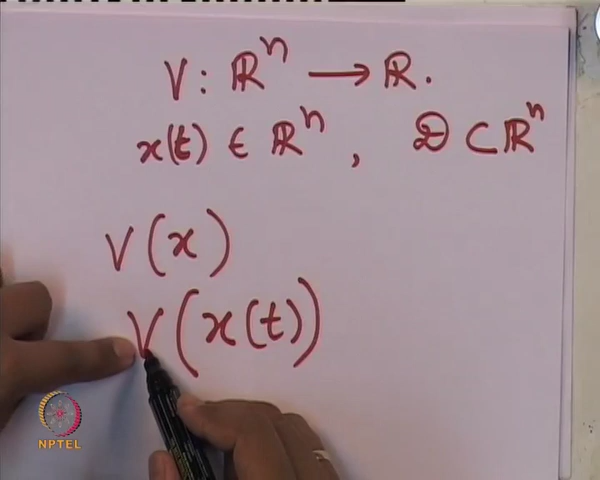 V : ℝⁿ ⟶ ℝ.
x(t) ∈ ℝⁿ , 𝔻 ⊂ ℝⁿ
V(x)
V(x(t))
NPTEL